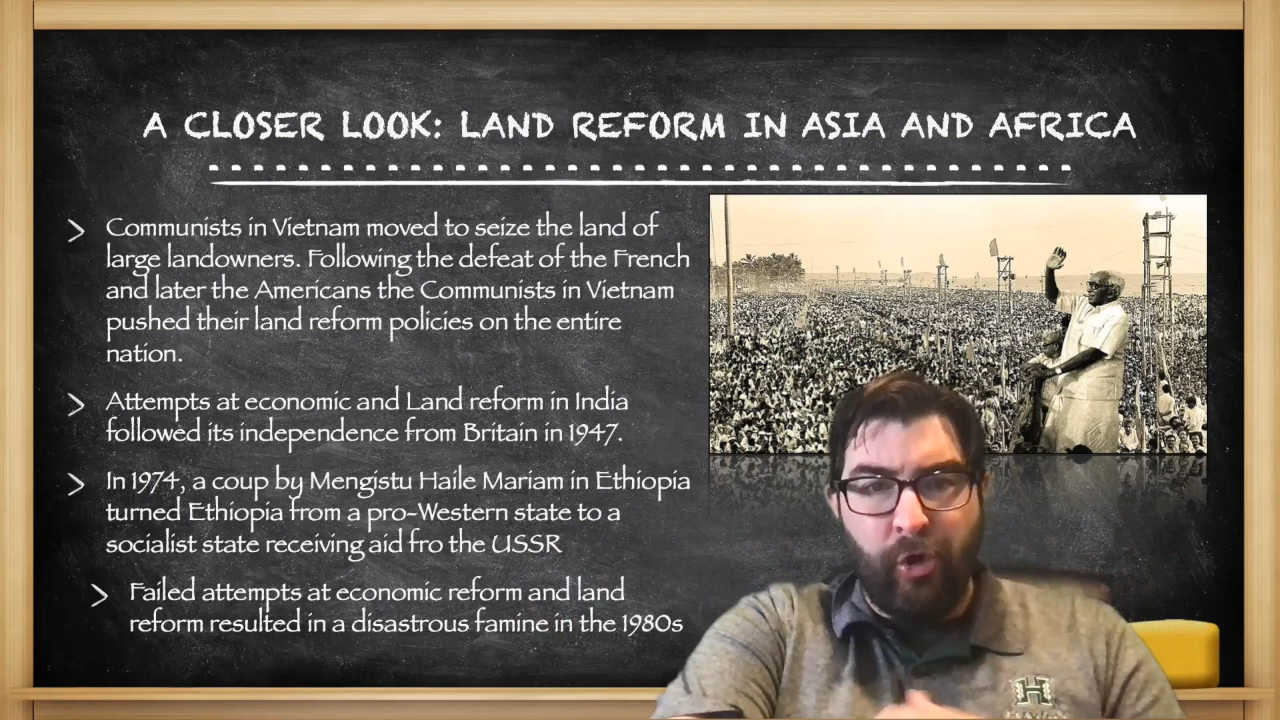 A CLOSER LOOK: LAND REFORM IN ASIA AND AFRICA
Communists in Vietnam moved to seize the land of
large landowners. Following the defeat of the French
and later the Americans the Communists in Vietnam
pushed their land reform policies on the entire
nation.
Attempts at economic and Land reform in India
followed its independence from Britain in 1947.
In 1974, a coup by Mengistu Haile Mariam in Ethiopia
turned Ethiopia from a pro-Western state to a
socialist state receiving aid fro the USSR
Failed attempts at economic reform and land
reform resulted in a disastrous famine in the 1980s
H